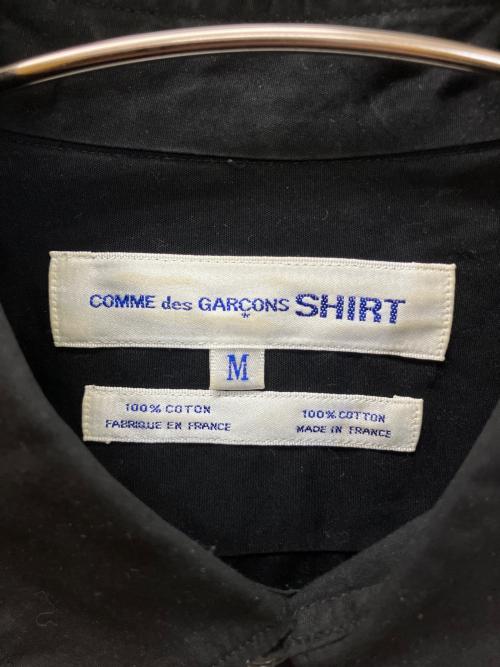 COMME des GARÇONS SHIRT
M
100% COTON
FABRIQUE EN FRANCE
100% COTTON
MADE IN FRANCE